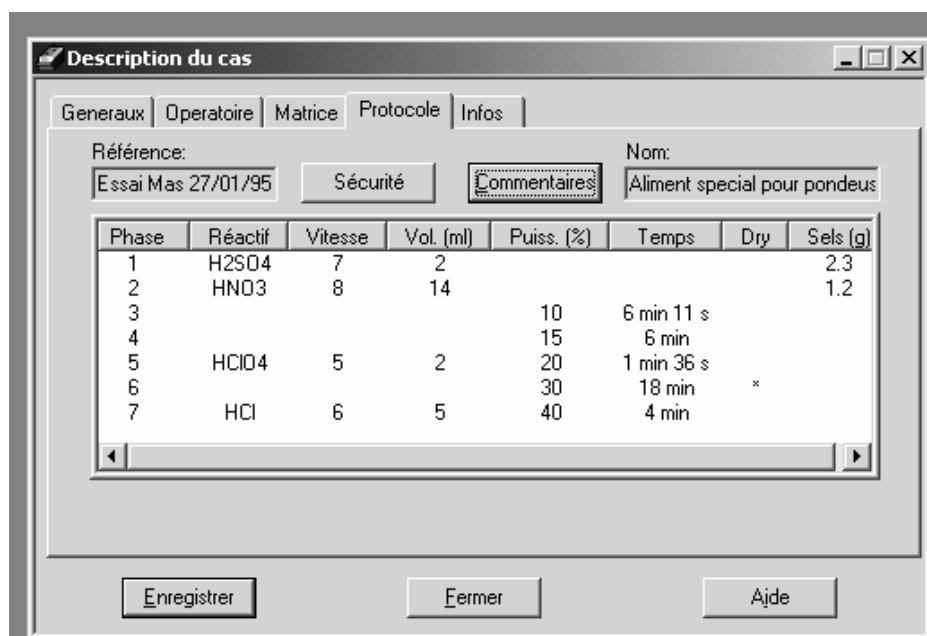 Description du cas
Generaux Operatoire Matrice Protocole Infos
Référence: Nom:
Essai Mas 27/01/95 Sécurité Commentaires Aliment special pour pondeus
Phase Réactif Vitesse Vol. (ml) Puiss. (%) Temps Dry Sels (g)
1 H2SO4 7 2 2.3
2 HNO3 8 14 1.2
3 10 6 min 11 s
4 15 6 min
5 HClO4 5 2 20 1 min 36 s
6 30 18 min *
7 HCl 6 5 40 4 min
Enregistrer Fermer Aide